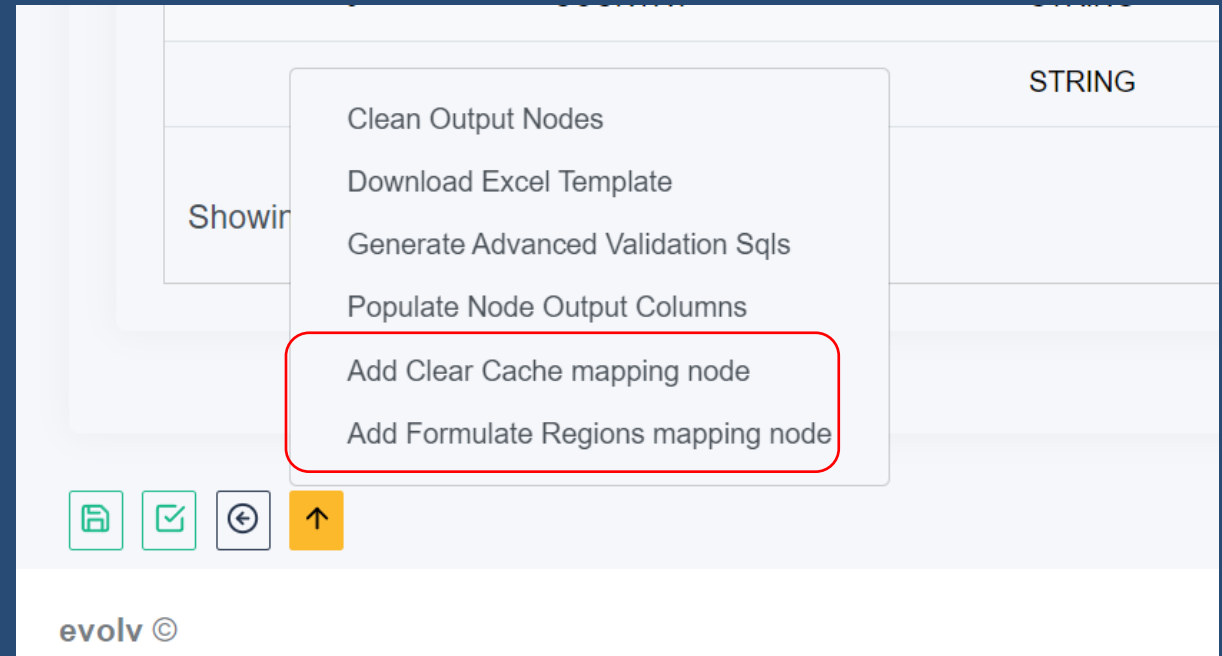 STRING
Clean Output Nodes
Download Excel Template
Showin
Generate Advanced Validation Sqls
Populate Node Output Columns
Add Clear Cache mapping node
Add Formulate Regions mapping node
evolv ©